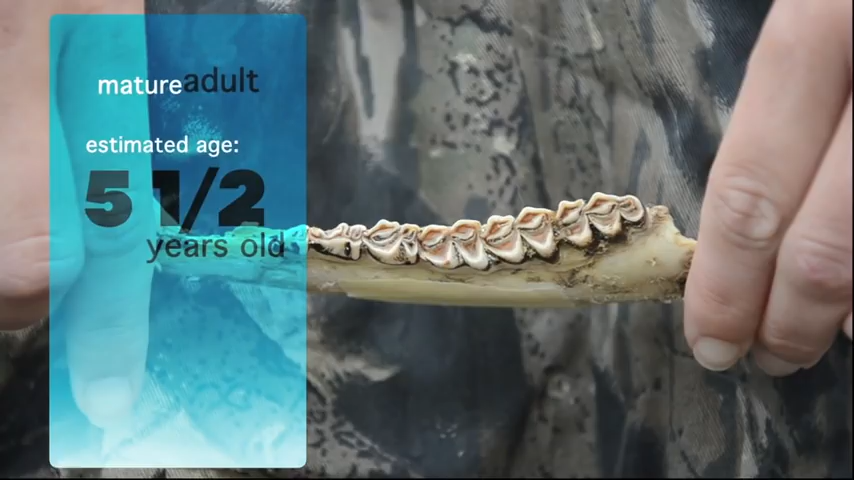 matureadult
estimated age:
5 1/2
years old